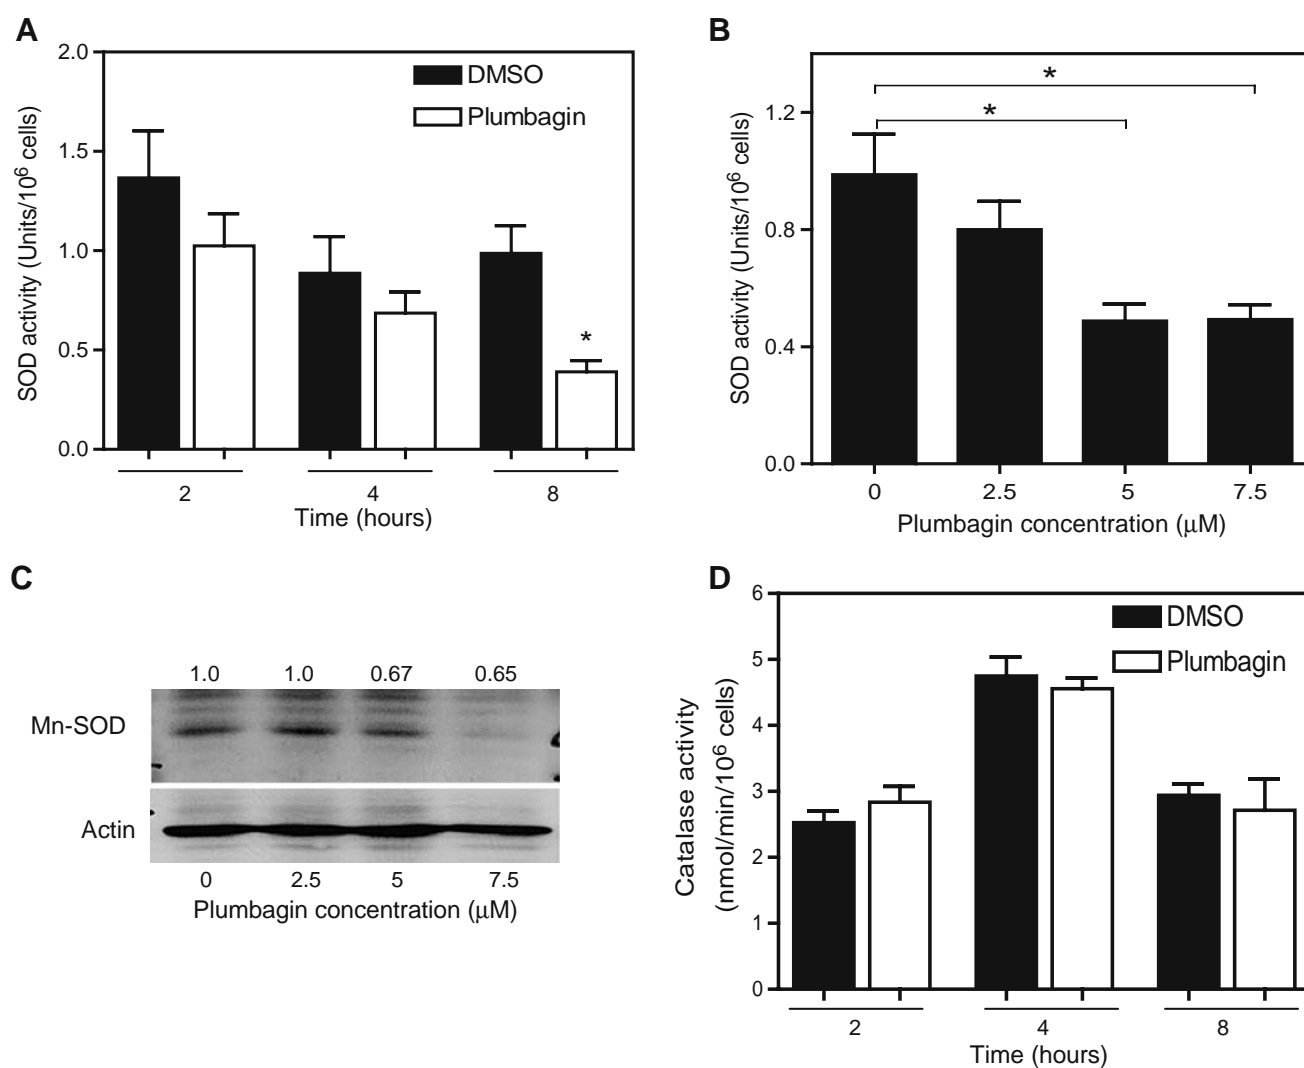 A
2.0
1.5
1.0
0.5
0.0
SOD activity (Units/10⁶ cells)
DMSO
Plumbagin
*
2 4 8
Time (hours)
B
1.2
0.8
0.4
0.0
SOD activity (Units/10⁶ cells)
*
*
0 2.5 5 7.5
Plumbagin concentration (μM)
C
1.0 1.0 0.67 0.65
Mn-SOD
Actin
0 2.5 5 7.5
Plumbagin concentration (μM)
D
6
5
4
3
2
1
0
Catalase activity
(nmol/min/10⁶ cells)
DMSO
Plumbagin
2 4 8
Time (hours)